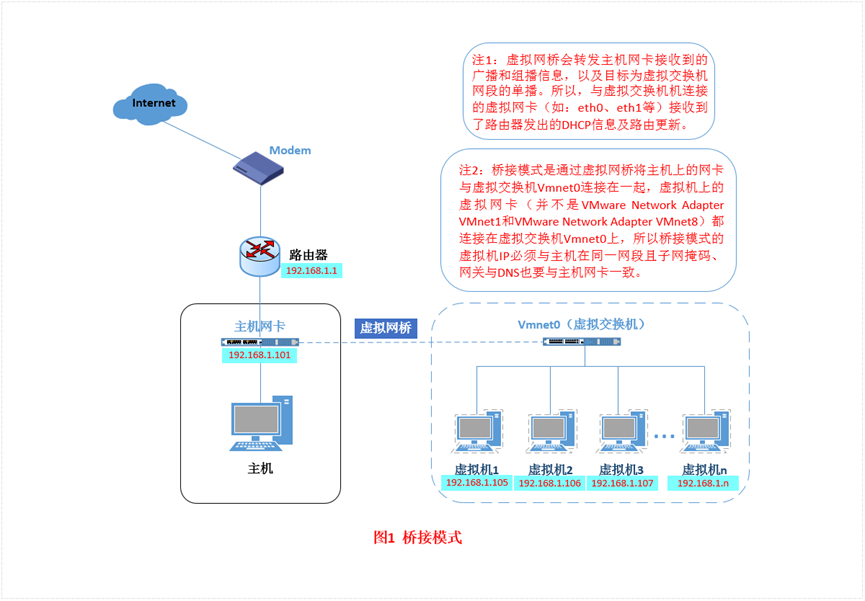 注1：虚拟网桥会转发主机网卡接收到的
广播和组播信息，以及目标为虚拟交换机
网段的单播。所以，与虚拟交换机机连接
的虚拟网卡（如：eth0、eth1等）接收到
了路由器发出的DHCP信息及路由更新。
Internet
Modem
注2：桥接模式是通过虚拟网桥将主机上的网卡
与虚拟交换机Vmnet0连接在一起，虚拟机上的
虚拟网卡（并不是VMware Network Adapter
VMnet1和VMware Network Adapter VMnet8）都
连接在虚拟交换机Vmnet0上，所以桥接模式的
虚拟机IP必须与主机在同一网段且子网掩码、
网关与DNS也要与主机网卡一致。
路由器
192.168.1.1
主机网卡
192.168.1.101
主机
虚拟网桥
Vmnet0（虚拟交换机）
虚拟机1 虚拟机2 虚拟机3 ... 虚拟机n
192.168.1.105 192.168.1.106 192.168.1.107 192.168.1.n
图1 桥接模式